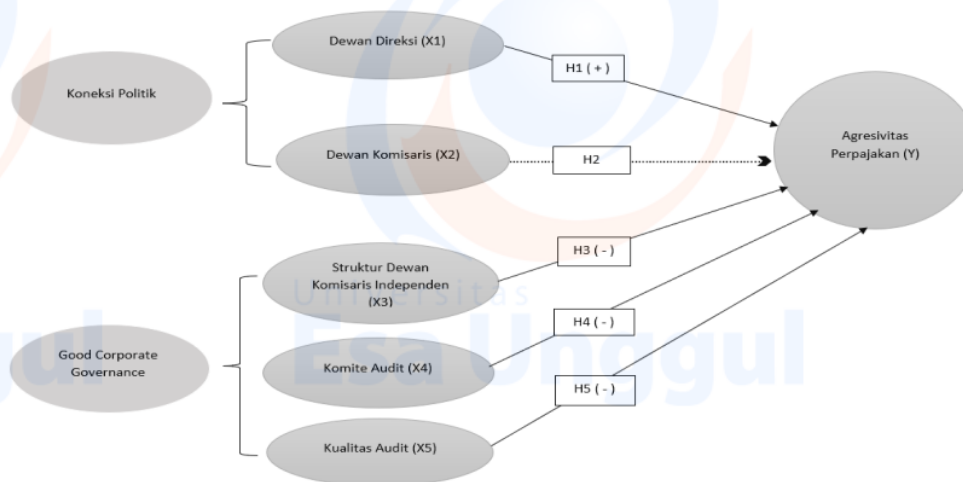 Dewan Direksi (X1)
H1 ( + )
Koneksi Politik
Agresivitas
Perpajakan (Y)
Dewan Komisaris (X2)
H2
H3 ( - )
Struktur Dewan
Komisaris Independen
(X3)
Universitas
Esa Unggul
gul
H4 ( - )
Good Corporate
Governance
Komite Audit (X4)
H5 ( - )
Kualitas Audit (X5)